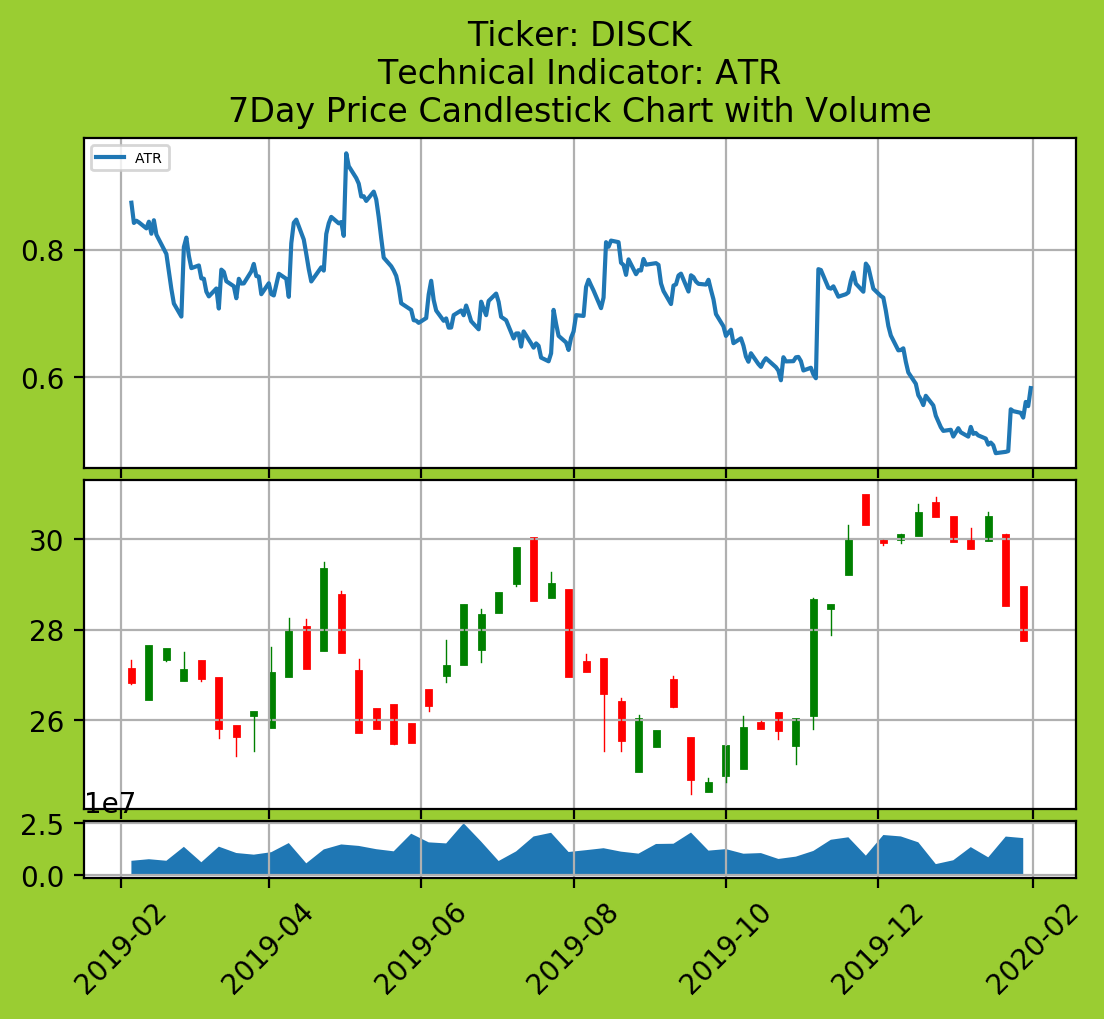 Ticker: DISCK
Technical Indicator: ATR
7Day Price Candlestick Chart with Volume
ATR
0.8
0.6
30
28
26
1e7
2.5
0.0
2019-02
2019-04
2019-06
2019-08
2019-10
2019-12
2020-02